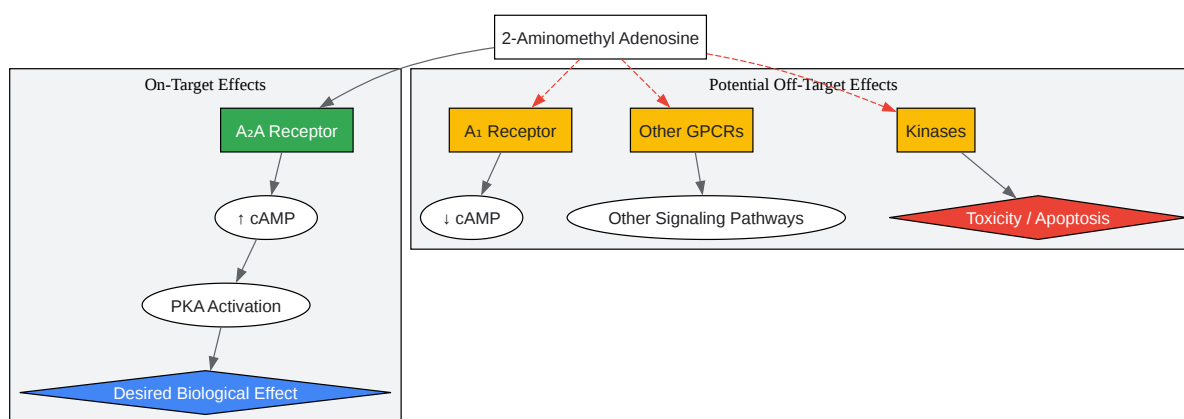 2-Aminomethyl Adenosine
On-Target Effects
Potential Off-Target Effects
A₂A Receptor
A₁ Receptor
Other GPCRs
Kinases
↑ cAMP
↓ cAMP
Other Signaling Pathways
Toxicity / Apoptosis
PKA Activation
Desired Biological Effect